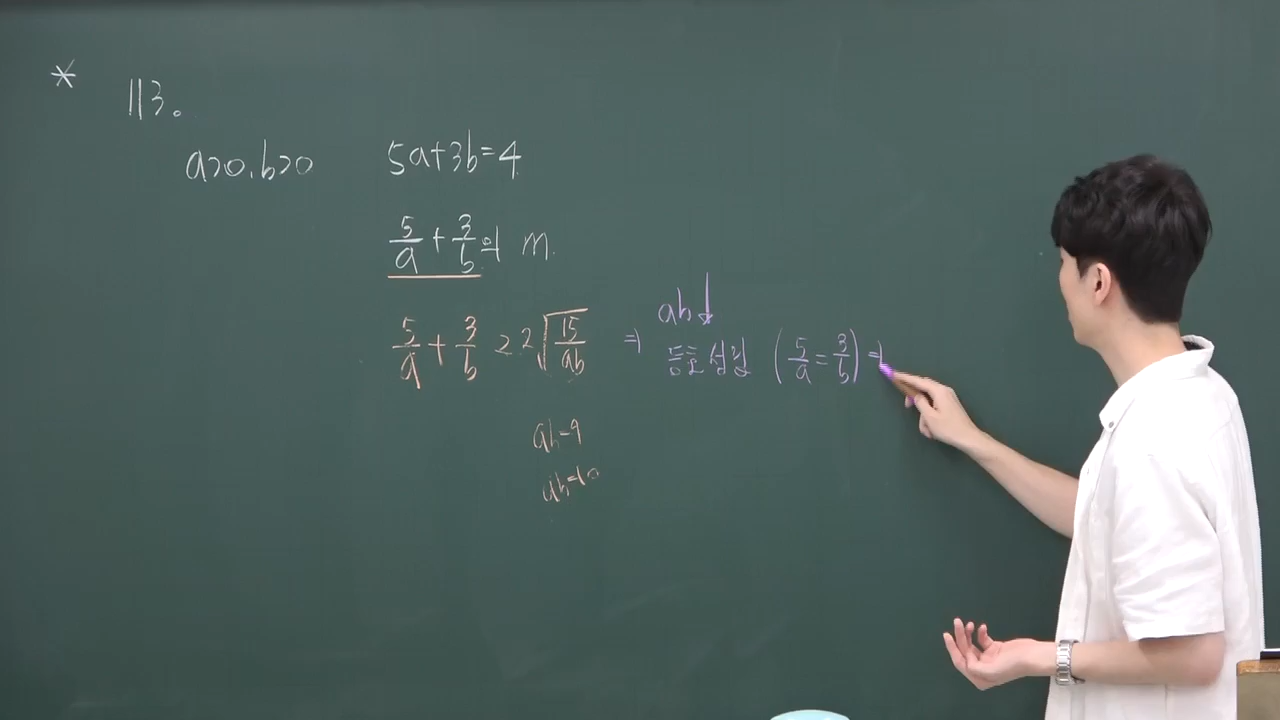 * 113.
a>0, b>0 5a+3b=4
5/a + 3/b의 m.
5/a + 3/b ≥ 2√(15/ab) ⇒ ab↓
등호성립 (5/a = 3/b) ⇒
ab=9
ab=10